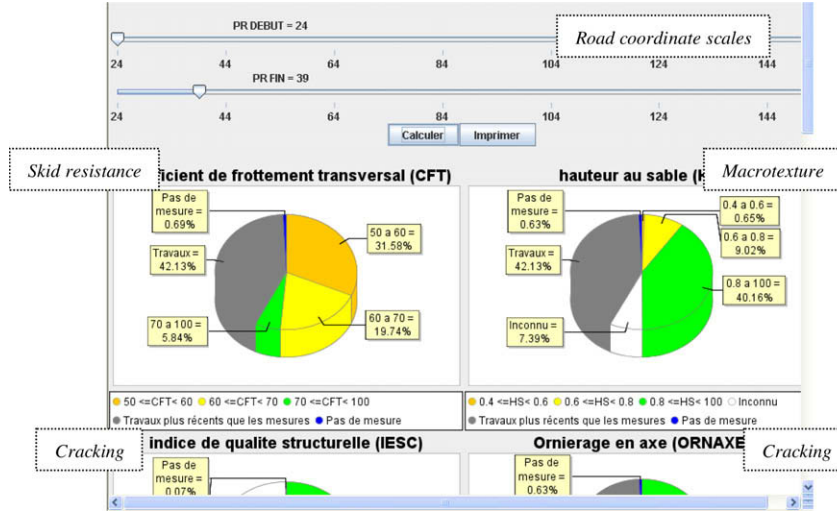 PR DEBUT = 24
Road coordinate scales
24 44 64 84 104 124 144
PR FIN = 39
24 44 64 84 104 124 144
Calculer Imprimer
Skid resistance
ficient de frottement transversal (CFT)
hauteur au sable (H
Macrotexture
Pas de
mesure =
0.69%
50 a 60 =
31.58%
Travaux =
42.13%
70 a 100 =
5.84%
60 a 70 =
19.74%
Pas de
mesure =
0.63%
0.4 a 0.6 =
0.65%
0.6 a 0.8 =
9.02%
Travaux =
42.13%
0.8 a 100 =
40.16%
Inconnu =
7.39%
50 <=CFT< 60 60 <=CFT< 70 70 <=CFT< 100
Travaux plus récents que les mesures Pas de mesure
0.4 <=HS< 0.6 0.6 <=HS< 0.8 0.8 <=HS< 100 Inconnu
Travaux plus récents que les mesures Pas de mesure
Cracking
indice de qualite structurelle (IESC)
Ornierage en axe (ORNAXE
Cracking
Pas de
mesure =
0.07%
Pas de
mesure =
0.63%